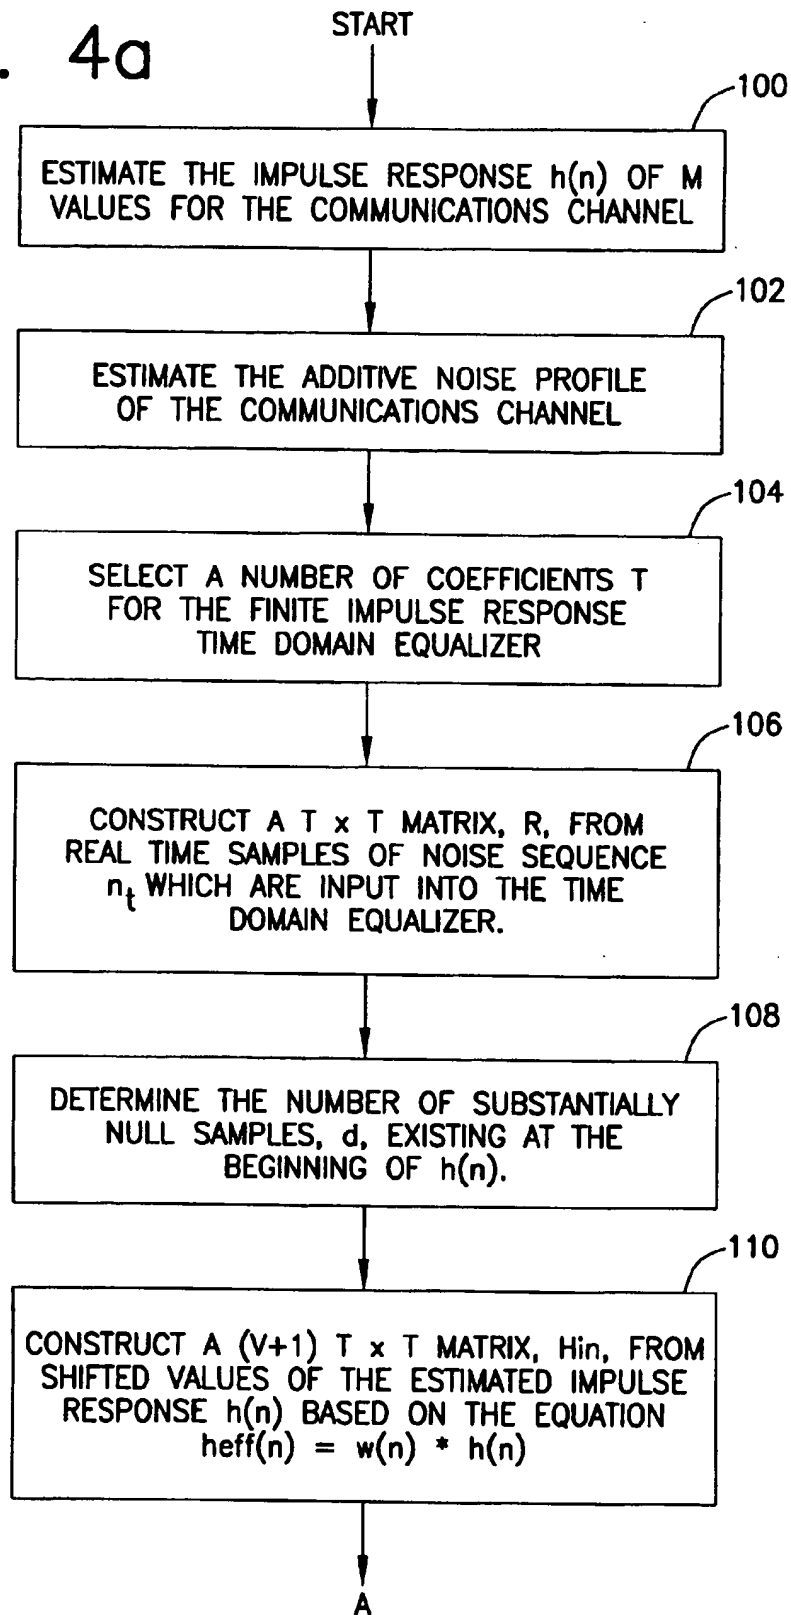 . 4a
START
100
ESTIMATE THE IMPULSE RESPONSE h(n) OF M
VALUES FOR THE COMMUNICATIONS CHANNEL
102
ESTIMATE THE ADDITIVE NOISE PROFILE
OF THE COMMUNICATIONS CHANNEL
104
SELECT A NUMBER OF COEFFICIENTS T
FOR THE FINITE IMPULSE RESPONSE
TIME DOMAIN EQUALIZER
106
CONSTRUCT A T x T MATRIX, R, FROM
REAL TIME SAMPLES OF NOISE SEQUENCE
nt WHICH ARE INPUT INTO THE TIME
DOMAIN EQUALIZER.
108
DETERMINE THE NUMBER OF SUBSTANTIALLY
NULL SAMPLES, d, EXISTING AT THE
BEGINNING OF h(n).
110
CONSTRUCT A (V+1) T x T MATRIX, Hin, FROM
SHIFTED VALUES OF THE ESTIMATED IMPULSE
RESPONSE h(n) BASED ON THE EQUATION
heff(n) = w(n) * h(n)
A